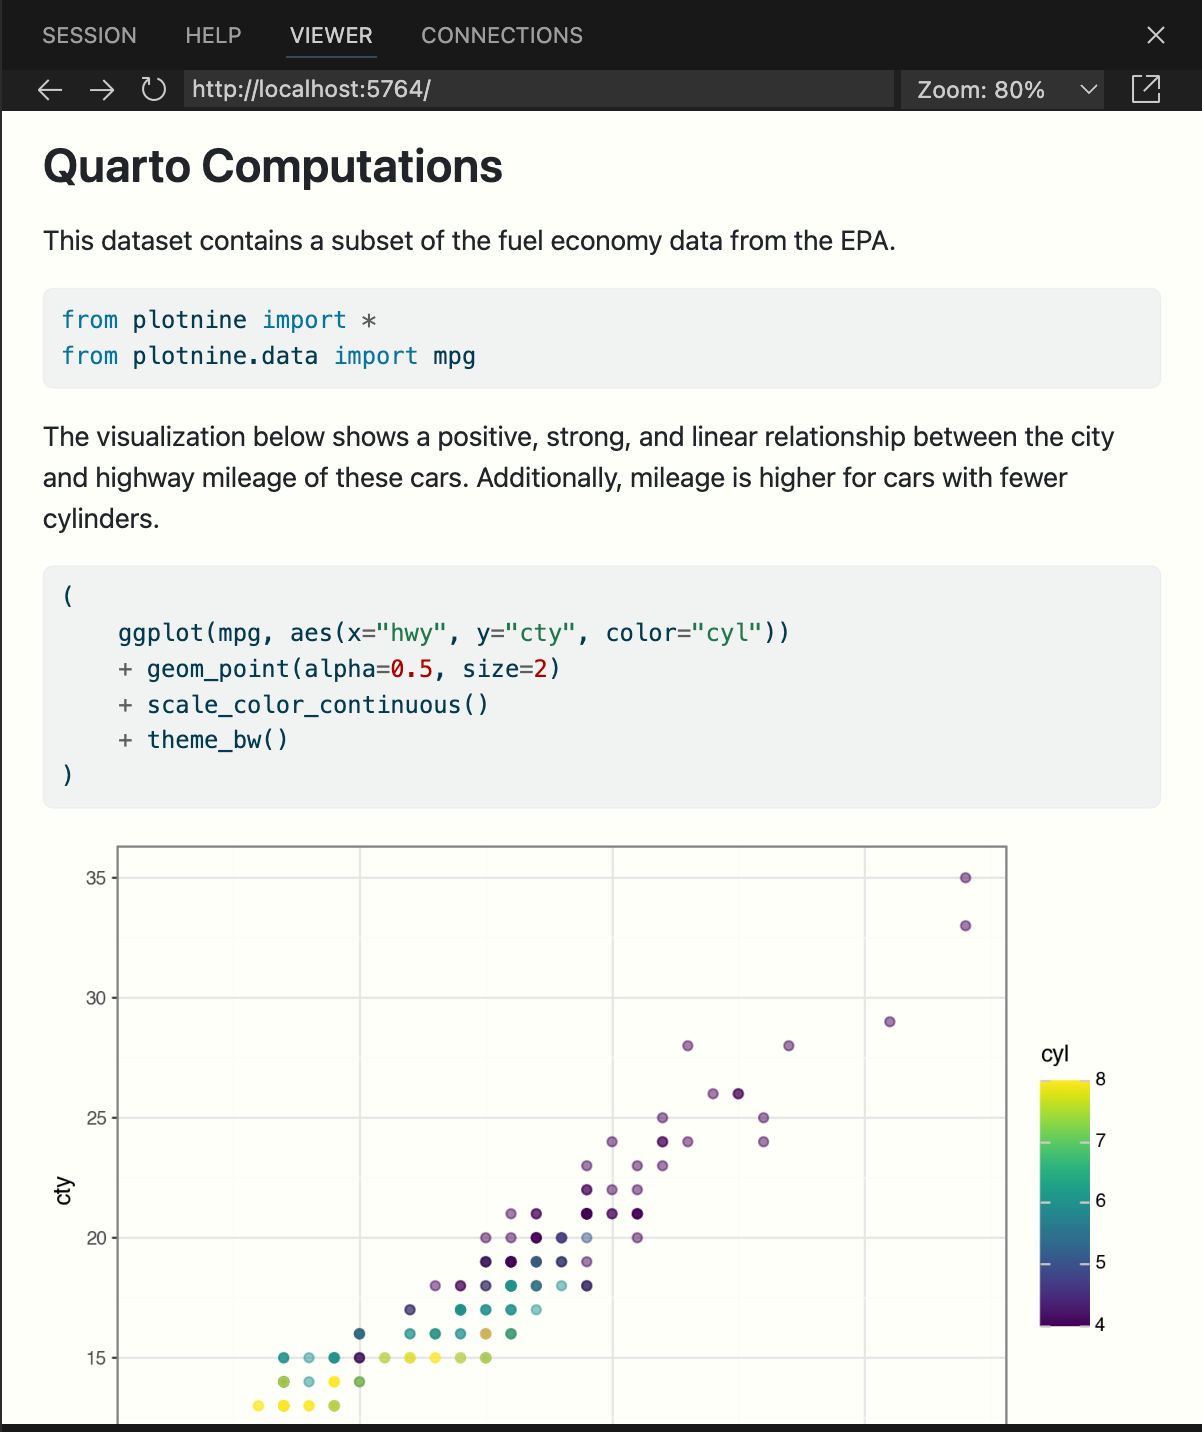 SESSION HELP VIEWER CONNECTIONS
http://localhost:5764/ Zoom: 80%
Quarto Computations
This dataset contains a subset of the fuel economy data from the EPA.
from plotnine import *
from plotnine.data import mpg
The visualization below shows a positive, strong, and linear relationship between the city
and highway mileage of these cars. Additionally, mileage is higher for cars with fewer
cylinders.
(
    ggplot(mpg, aes(x="hwy", y="cty", color="cyl"))
    + geom_point(alpha=0.5, size=2)
    + scale_color_continuous()
    + theme_bw()
)
35
30
25
20
15
cty
cyl
8
7
6
5
4